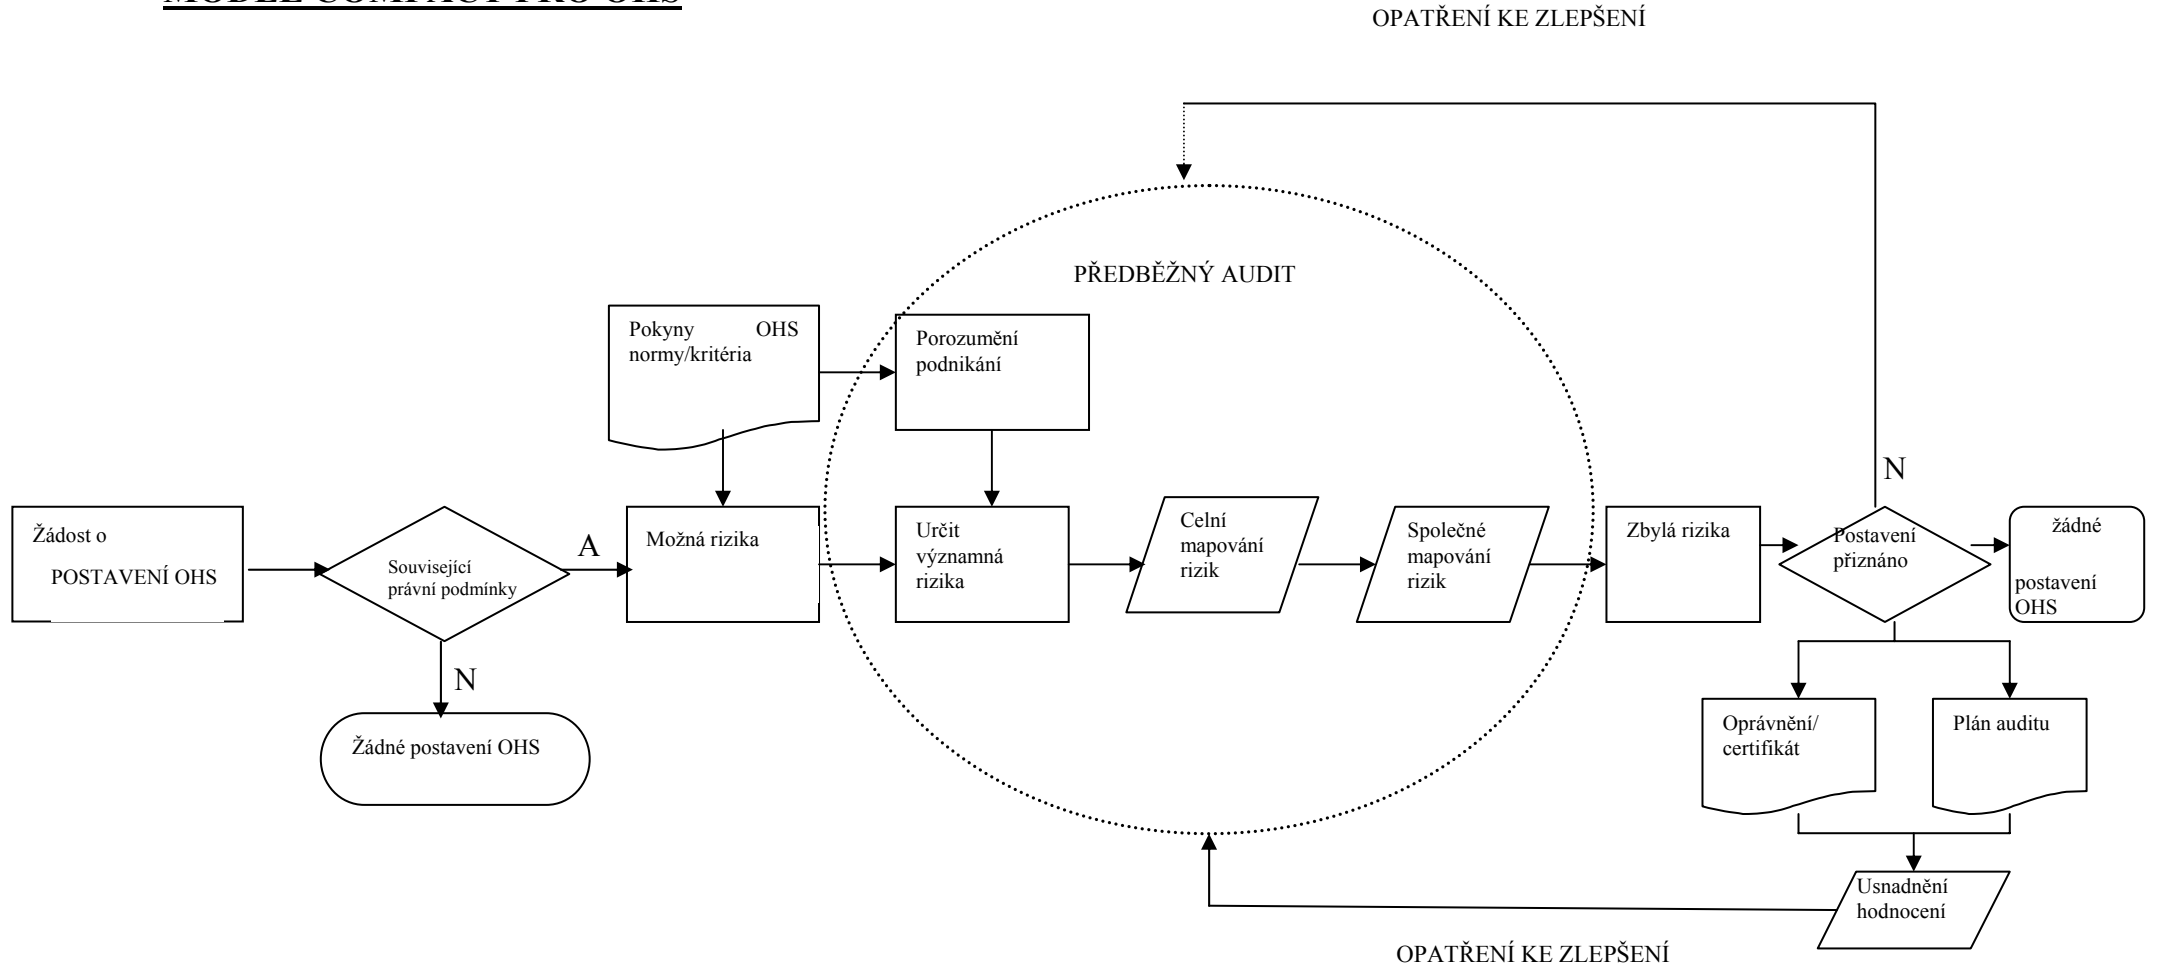 MODEL COMPACT PRO OHS
OPATŘENÍ KE ZLEPŠENÍ
PŘEDBĚŽNÝ AUDIT
Pokyny OHS
normy/kritéria
Porozumění
podnikání
Žádost o
POSTAVENÍ OHS
Související
právní podmínky
A
N
Žádné postavení OHS
Možná rizika
Určit
významná
rizika
Celní
mapování
rizik
Společné
mapování
rizik
Zbylá rizika
N
Postavení
přiznáno
žádné
postavení
OHS
Oprávnění/
certifikát
Plán auditu
Usnadnění
hodnocení
OPATŘENÍ KE ZLEPŠENÍ